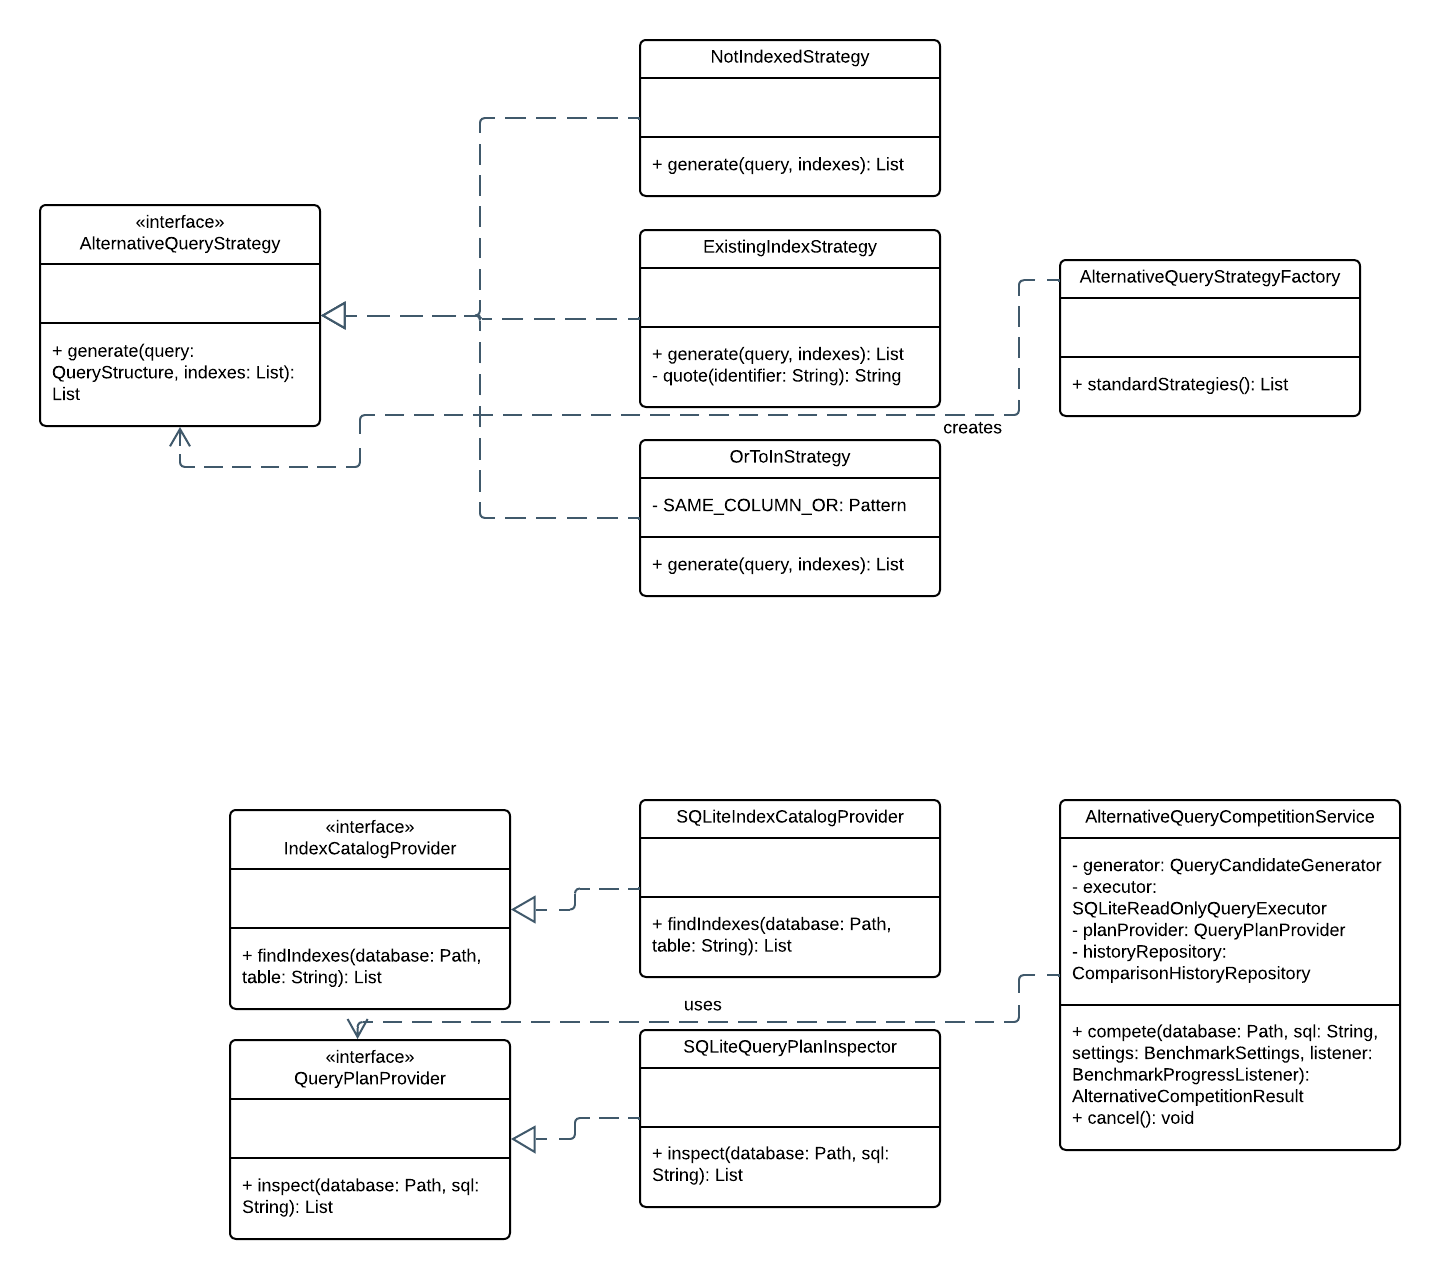 NotIndexedStrategy
+ generate(query, indexes): List
«interface»
AlternativeQueryStrategy
+ generate(query:
QueryStructure, indexes: List):
List
ExistingIndexStrategy
+ generate(query, indexes): List
- quote(identifier: String): String
AlternativeQueryStrategyFactory
+ standardStrategies(): List
creates
OrToInStrategy
- SAME_COLUMN_OR: Pattern
+ generate(query, indexes): List
«interface»
IndexCatalogProvider
+ findIndexes(database: Path,
table: String): List
SQLiteIndexCatalogProvider
+ findIndexes(database: Path,
table: String): List
AlternativeQueryCompetitionService
- generator: QueryCandidateGenerator
- executor:
SQLiteReadOnlyQueryExecutor
- planProvider: QueryPlanProvider
- historyRepository:
ComparisonHistoryRepository
+ compete(database: Path, sql: String,
settings: BenchmarkSettings, listener:
BenchmarkProgressListener):
AlternativeCompetitionResult
+ cancel(): void
uses
«interface»
QueryPlanProvider
+ inspect(database: Path, sql:
String): List
SQLiteQueryPlanInspector
+ inspect(database: Path, sql:
String): List